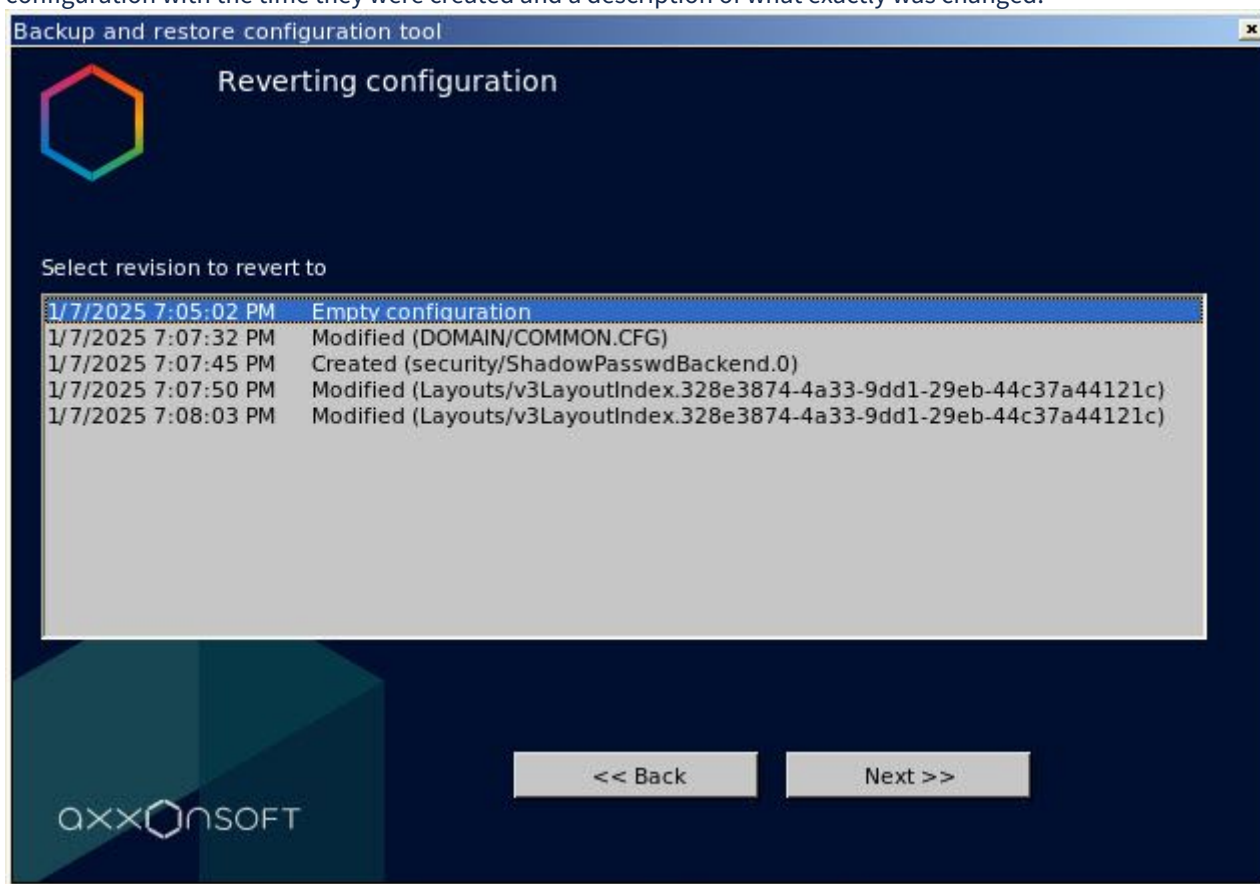 configuration with the time they were created and a description of what exactly was changed.
Backup and restore configuration tool
Reverting configuration
Select revision to revert to
1/7/2025 7:05:02 PM Empty configuration
1/7/2025 7:07:32 PM Modified (DOMAIN/COMMON.CFG)
1/7/2025 7:07:45 PM Created (security/ShadowPasswdBackend.0)
1/7/2025 7:07:50 PM Modified (Layouts/v3LayoutIndex.328e3874-4a33-9dd1-29eb-44c37a44121c)
1/7/2025 7:08:03 PM Modified (Layouts/v3LayoutIndex.328e3874-4a33-9dd1-29eb-44c37a44121c)
<< Back Next >>
axxonsoft